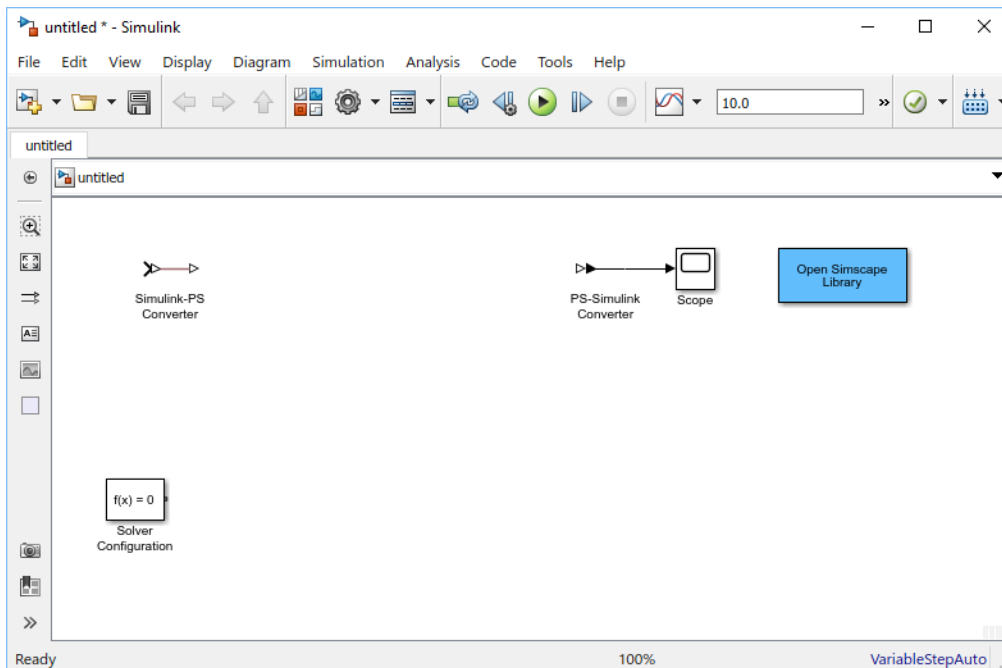 untitled * - Simulink
File Edit View Display Diagram Simulation Analysis Code Tools Help
10.0 »
untitled
untitled
Simulink-PS
Converter
PS-Simulink
Converter
Scope
Open Simscape
Library
f(x) = 0
Solver
Configuration
Ready 100% VariableStepAuto